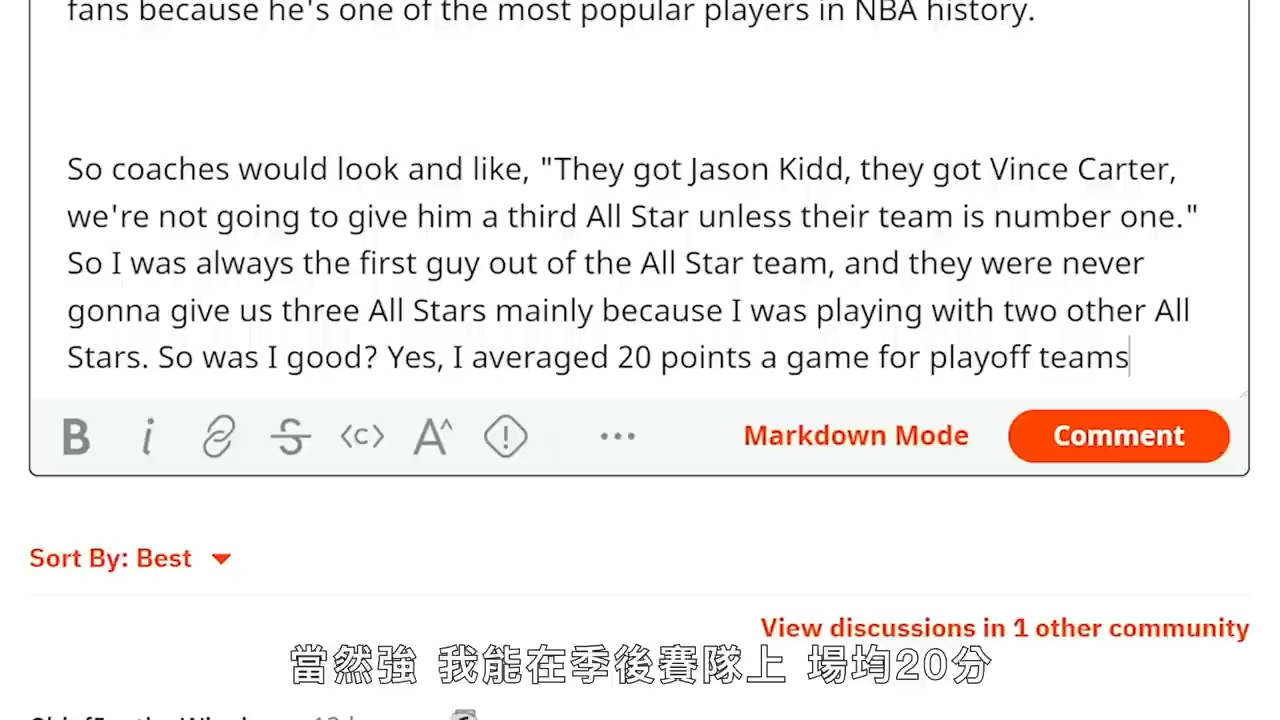 fans because he's one of the most popular players in NBA history.
So coaches would look and like, "They got Jason Kidd, they got Vince Carter,
we're not going to give him a third All Star unless their team is number one."
So I was always the first guy out of the All Star team, and they were never
gonna give us three All Stars mainly because I was playing with two other All
Stars. So was I good? Yes, I averaged 20 points a game for playoff teams
B i S <c> A^ ...
Markdown Mode
Comment
Sort By: Best
View discussions in 1 other community
當然強 我能在季後賽隊上 場均20分